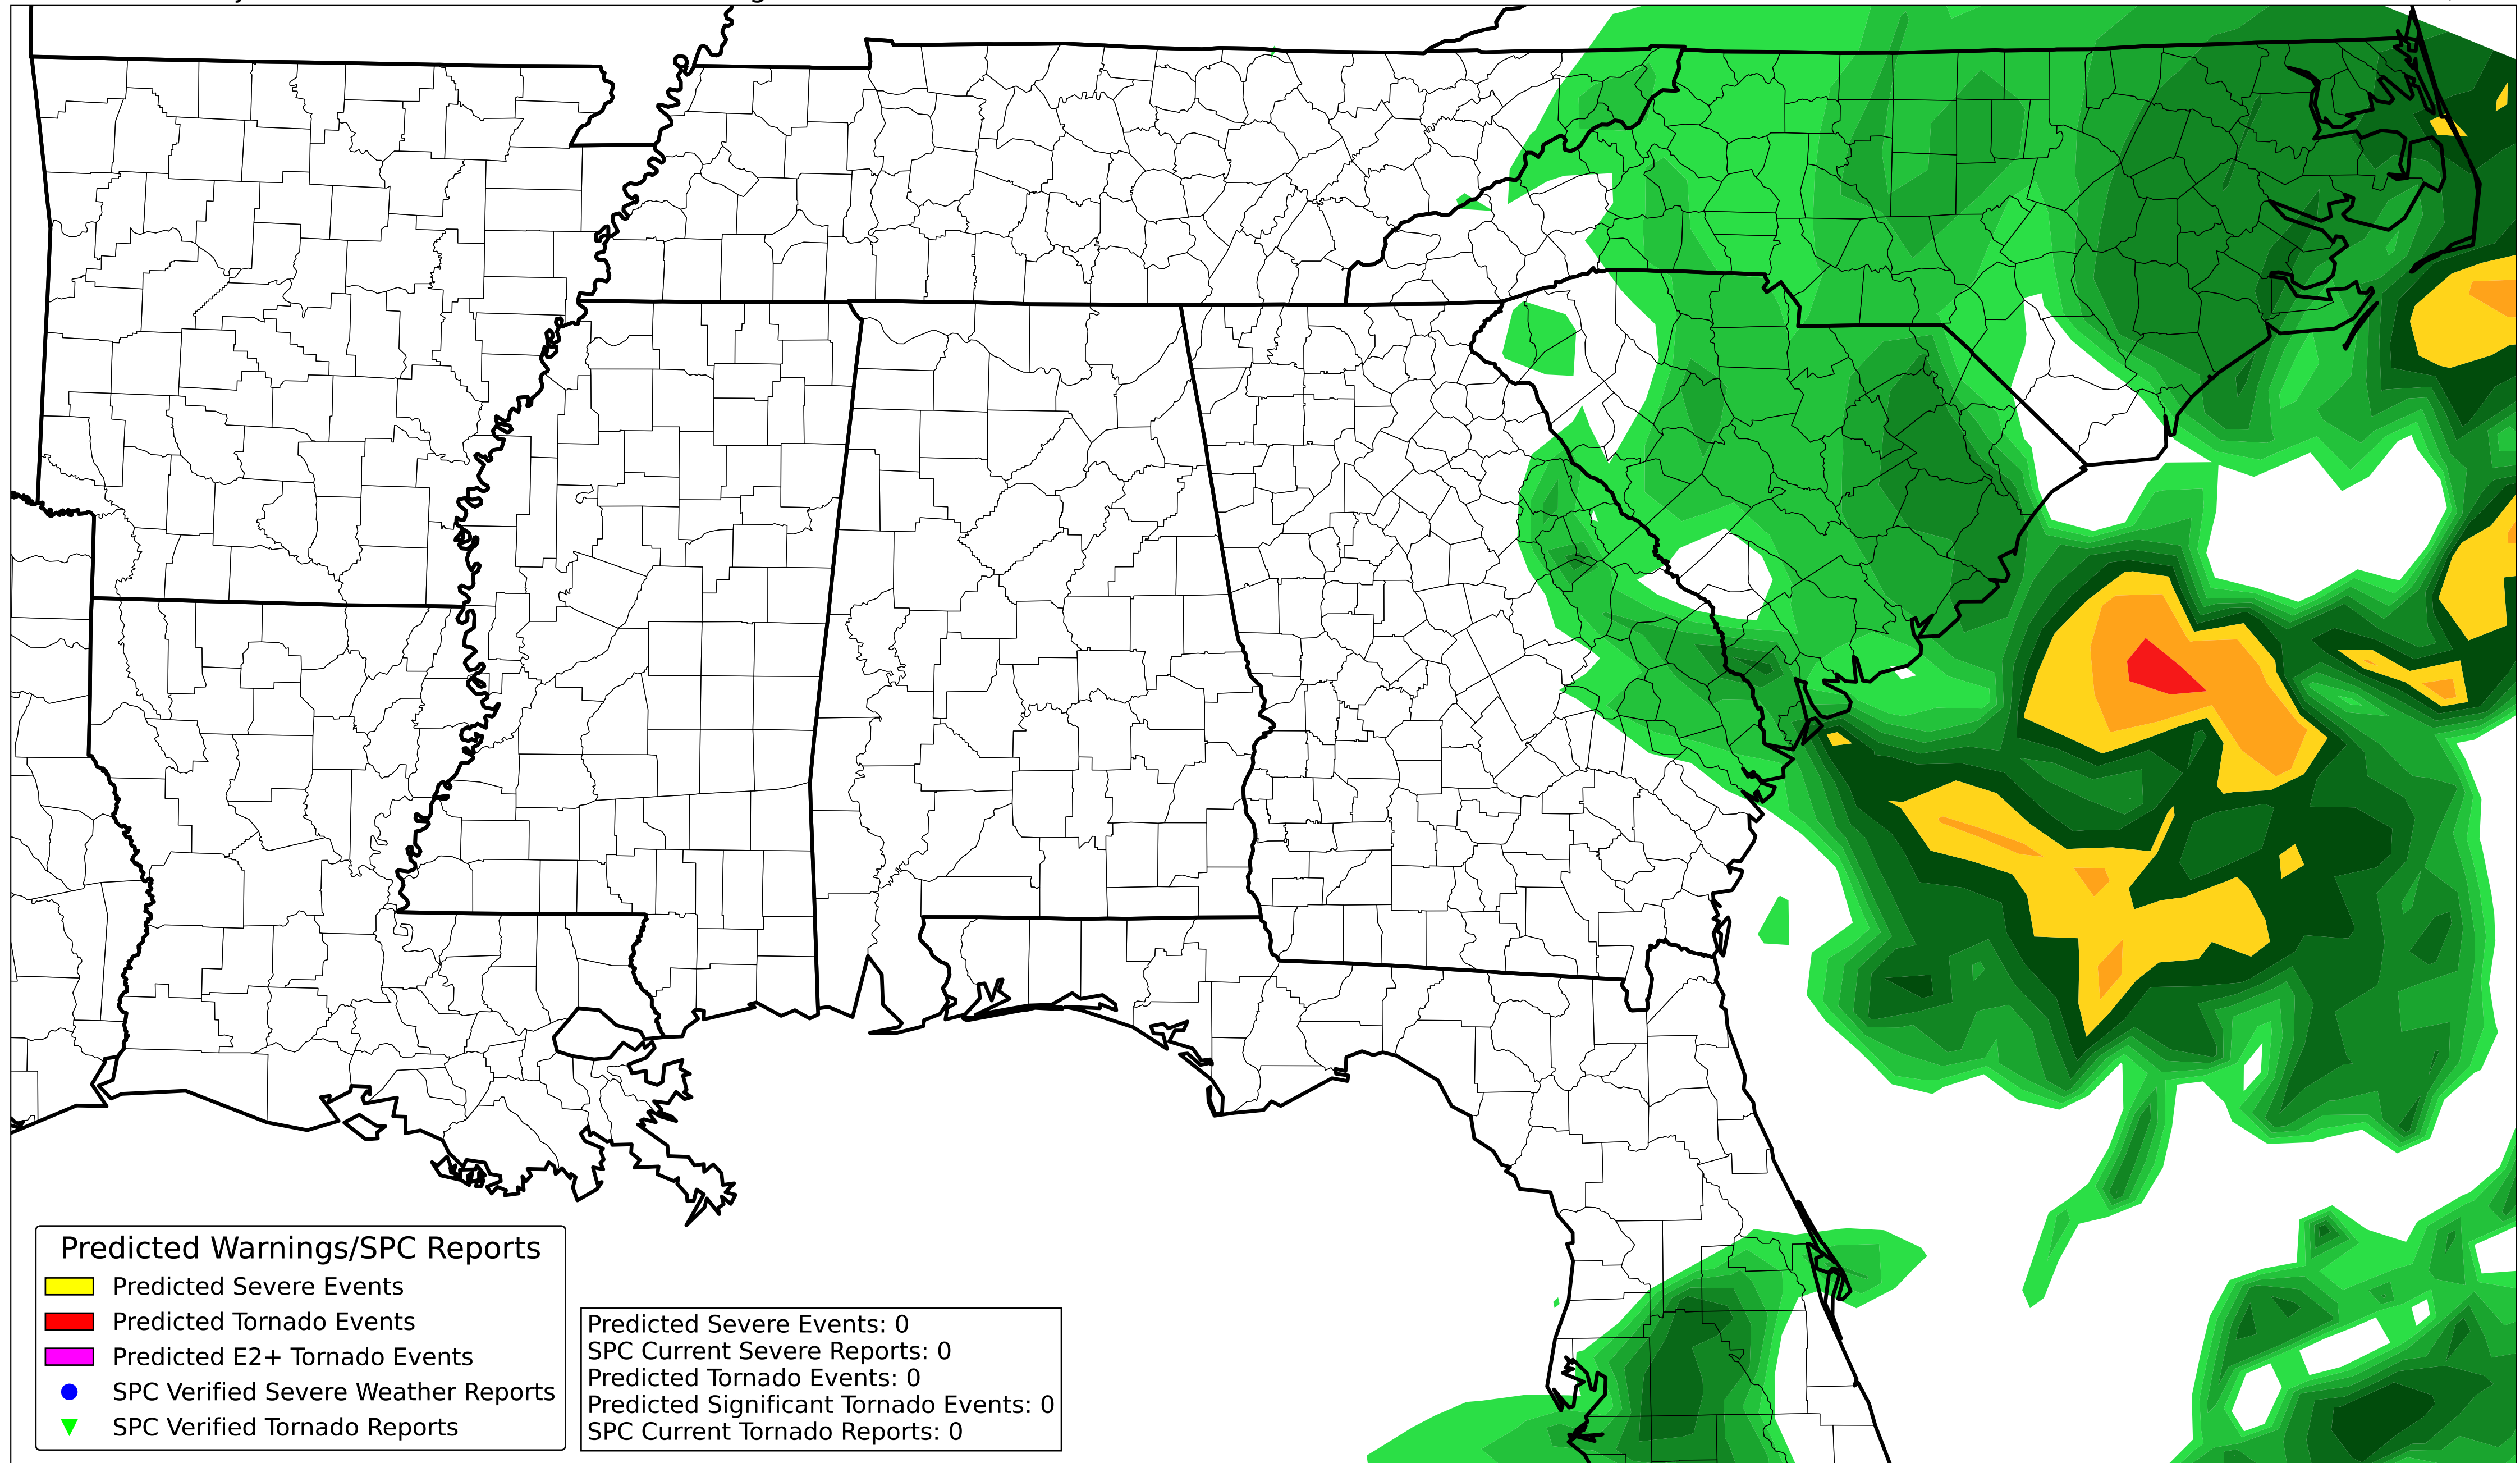 Predicted Warnings/SPC Reports
Predicted Severe Events
Predicted Tornado Events
Predicted E2+ Tornado Events
SPC Verified Severe Weather Reports
SPC Verified Tornado Reports
Predicted Severe Events: 0
SPC Current Severe Reports: 0
Predicted Tornado Events: 0
Predicted Significant Tornado Events: 0
SPC Current Tornado Reports: 0